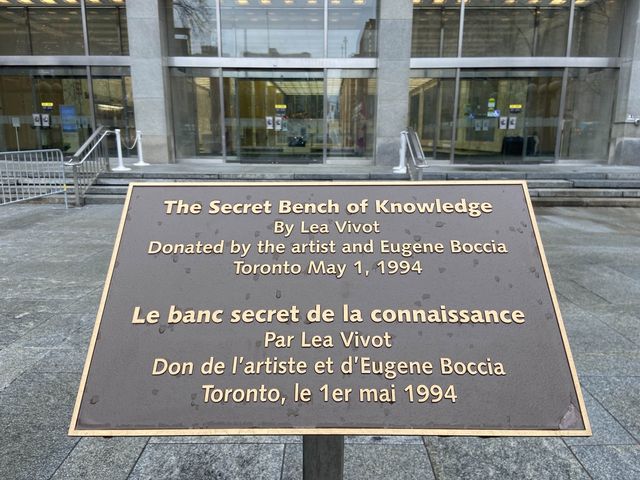 The Secret Bench of Knowledge
By Lea Vivot
Donated by the artist and Eugene Boccia
Toronto May 1, 1994
Le banc secret de la connaissance
Par Lea Vivot
Don de l'artiste et d'Eugene Boccia
Toronto, le 1er mai 1994